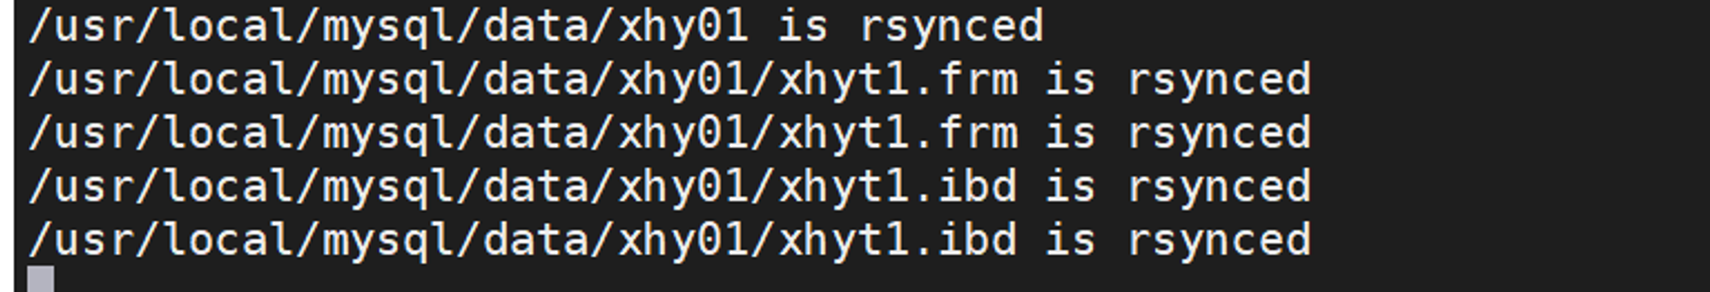 /usr/local/mysql/data/xhy01 is rsynced
/usr/local/mysql/data/xhy01/xhyt1.frm is rsynced
/usr/local/mysql/data/xhy01/xhyt1.frm is rsynced
/usr/local/mysql/data/xhy01/xhyt1.ibd is rsynced
/usr/local/mysql/data/xhy01/xhyt1.ibd is rsynced